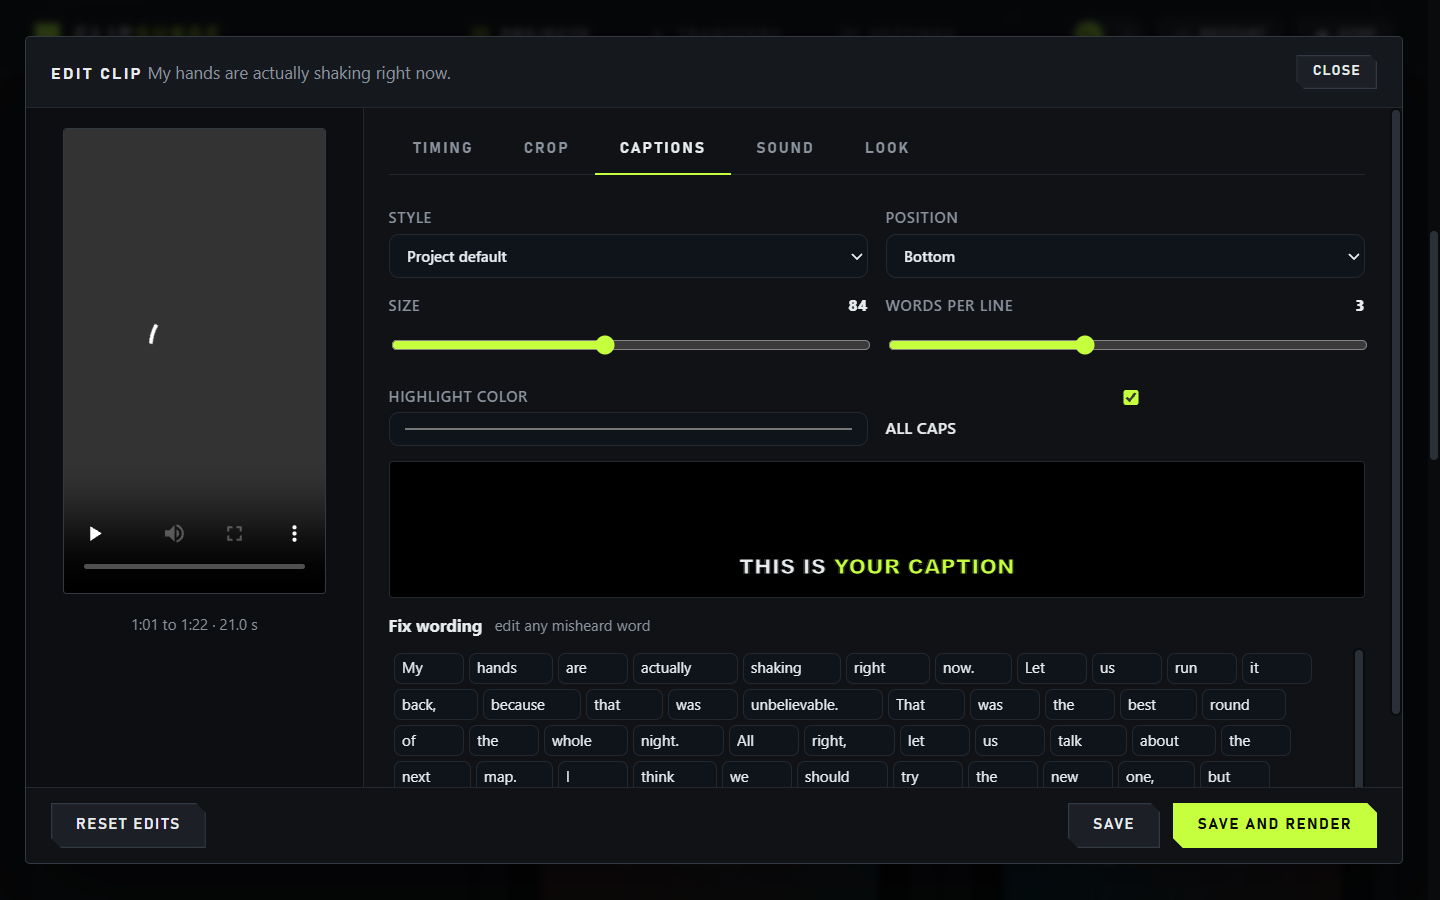 EDIT CLIP My hands are actually shaking right now.
CLOSE
1:01 to 1:22 · 21.0 s
TIMING CROP CAPTIONS SOUND LOOK
STYLE
Project default
POSITION
Bottom
SIZE 84
WORDS PER LINE 3
HIGHLIGHT COLOR
ALL CAPS
THIS IS YOUR CAPTION
Fix wording edit any misheard word
My hands are actually shaking right now. Let us run it
back, because that was unbelievable. That was the best round
of the whole night. All right, let us talk about the
next map. I think we should try the new one, but
RESET EDITS
SAVE
SAVE AND RENDER